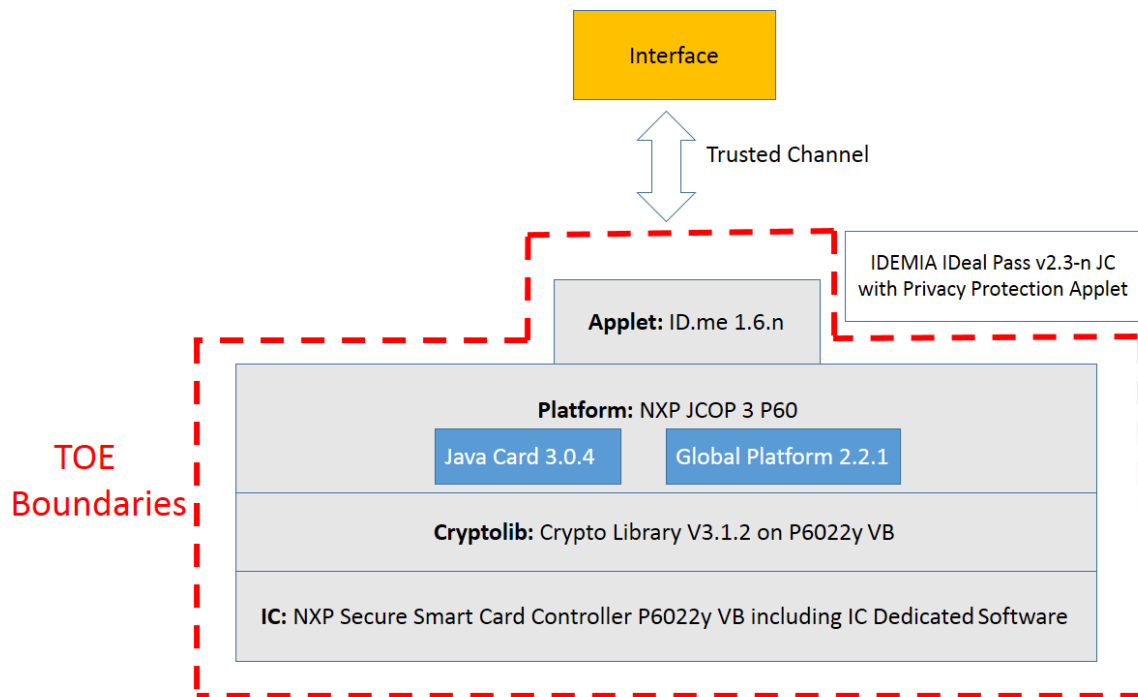 Interface
Trusted Channel
IDEMIA IDeal Pass v2.3-n JC
with Privacy Protection Applet
Applet: ID.me 1.6.n
Platform: NXP JCOP 3 P60
Java Card 3.0.4
Global Platform 2.2.1
TOE
Boundaries
Cryptolib: Crypto Library V3.1.2 on P6022y VB
IC: NXP Secure Smart Card Controller P6022y VB including IC Dedicated Software